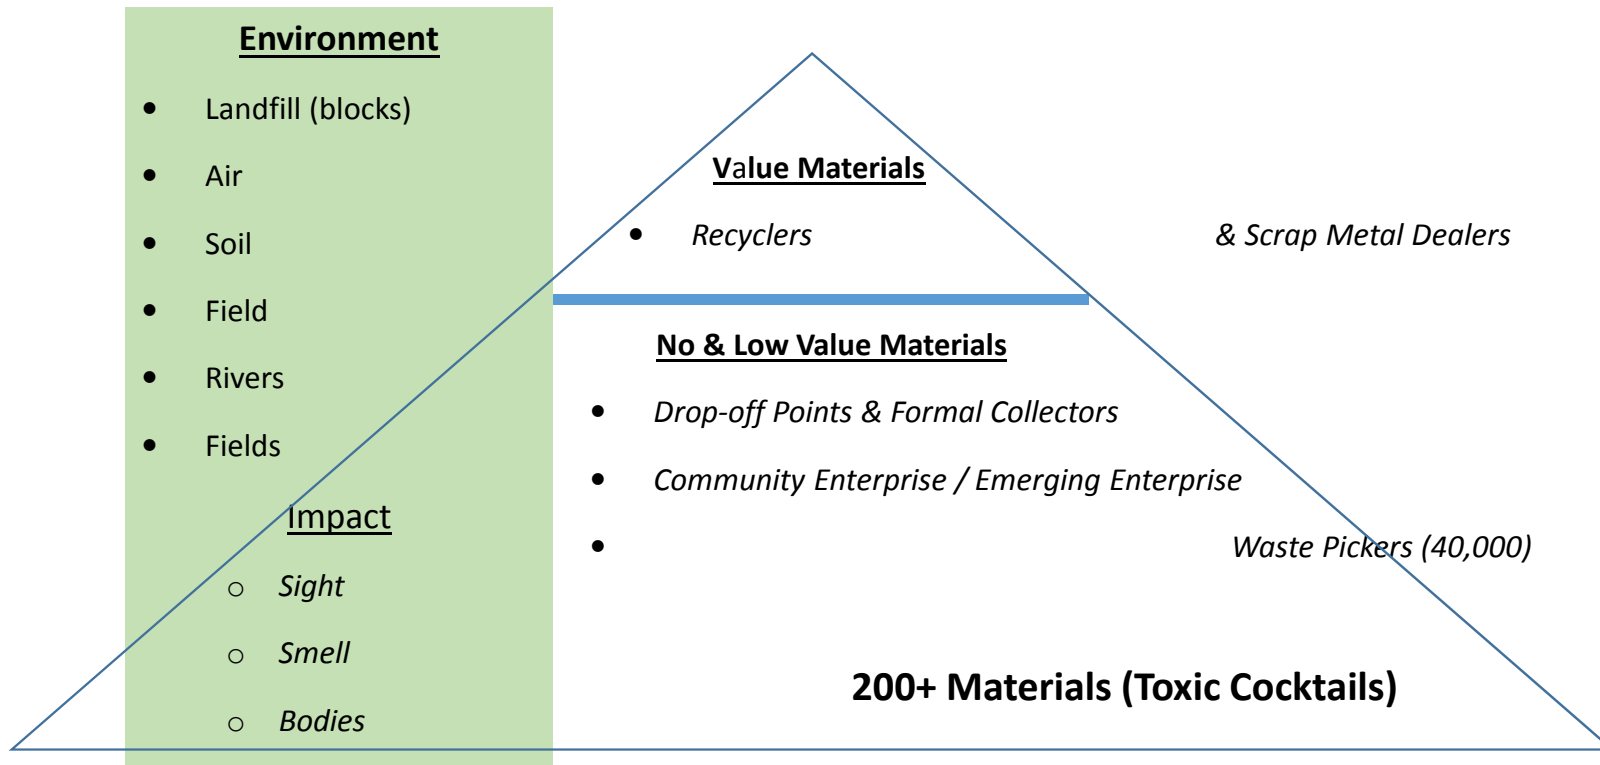 Environment
• Landfill (blocks)
• Air
• Soil
• Field
• Rivers
• Fields
Impact
o Sight
o Smell
o Bodies
Value Materials
• Recyclers & Scrap Metal Dealers
No & Low Value Materials
• Drop-off Points & Formal Collectors
• Community Enterprise / Emerging Enterprise
• Waste Pickers (40,000)
200+ Materials (Toxic Cocktails)